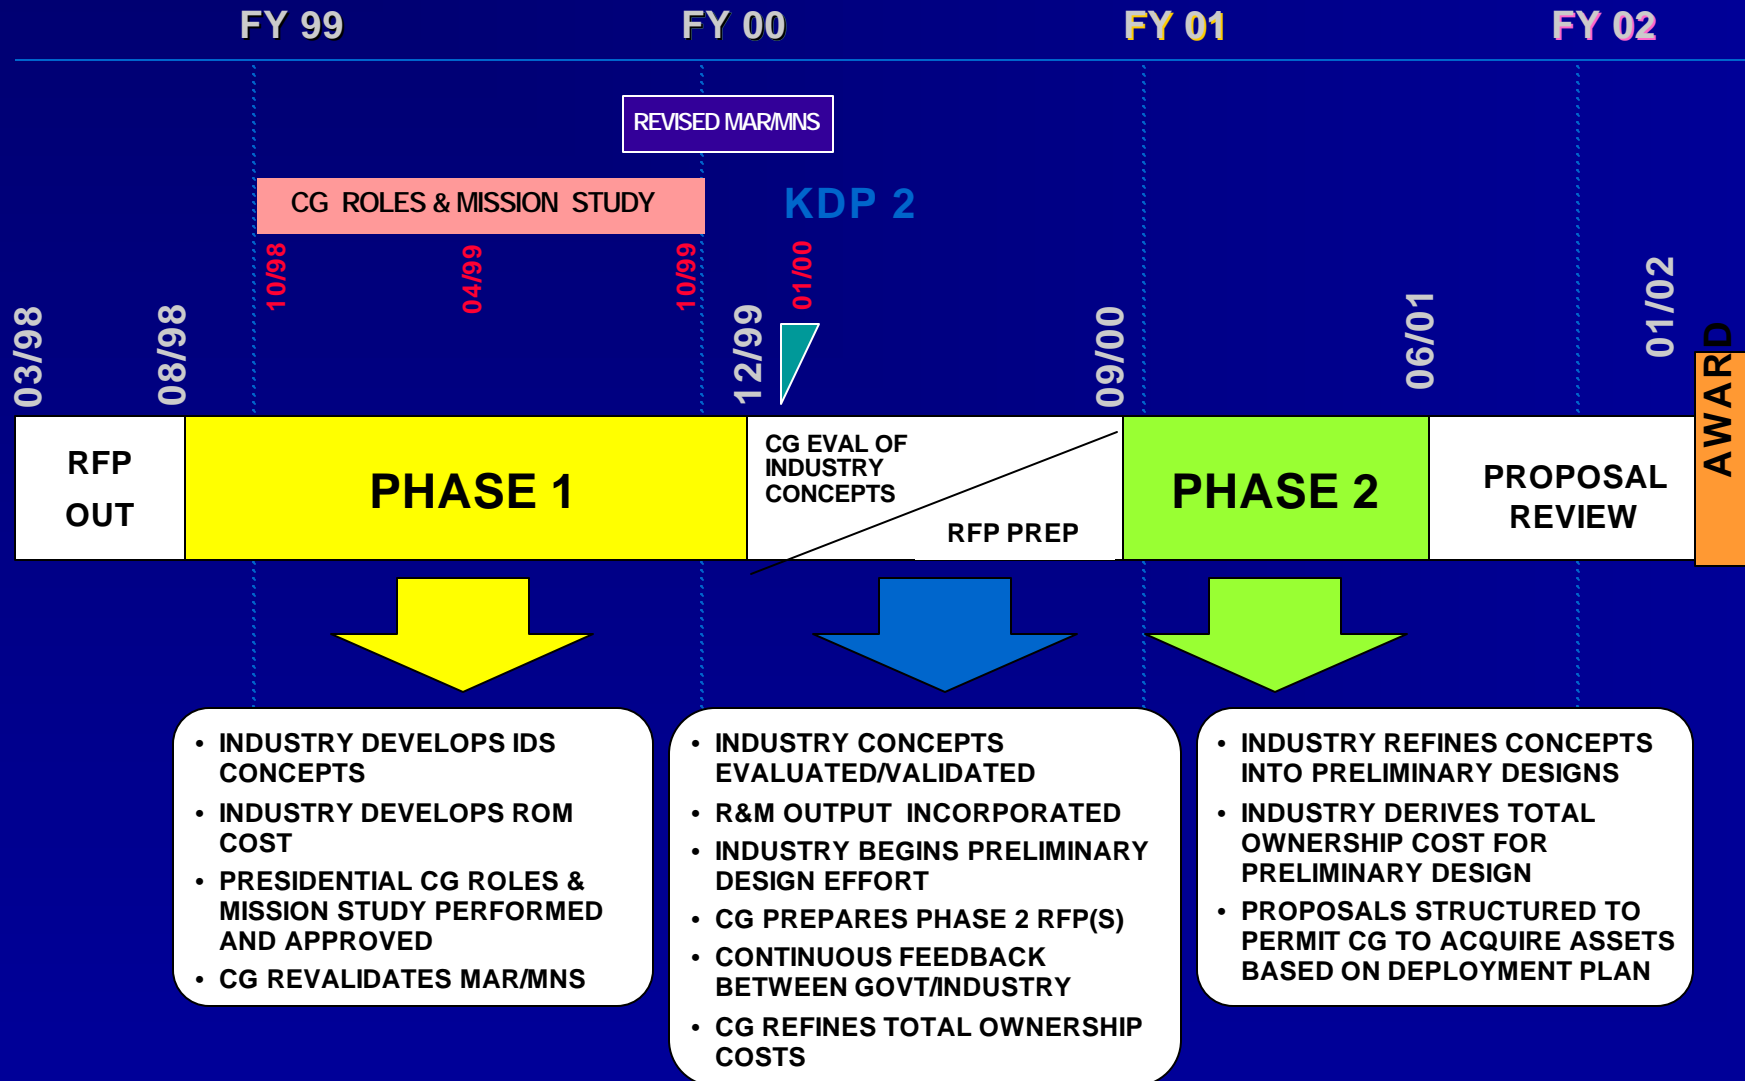 FY 99
FY 00
FY 01
FY 02
REVISED MAR/MNS
CG ROLES & MISSION STUDY
KDP 2
10/98
04/99
10/99
01/00
03/98
08/98
12/99
09/00
06/01
01/02
RFP
OUT
PHASE 1
CG EVAL OF
INDUSTRY
CONCEPTS
RFP PREP
PHASE 2
PROPOSAL
REVIEW
AWARD
• INDUSTRY DEVELOPS IDS
CONCEPTS
• INDUSTRY DEVELOPS ROM
COST
• PRESIDENTIAL CG ROLES &
MISSION STUDY PERFORMED
AND APPROVED
• CG REVALIDATES MAR/MNS
• INDUSTRY CONCEPTS
EVALUATED/VALIDATED
• R&M OUTPUT INCORPORATED
• INDUSTRY BEGINS PRELIMINARY
DESIGN EFFORT
• CG PREPARES PHASE 2 RFP(S)
• CONTINUOUS FEEDBACK
BETWEEN GOVT/INDUSTRY
• CG REFINES TOTAL OWNERSHIP
COSTS
• INDUSTRY REFINES CONCEPTS
INTO PRELIMINARY DESIGNS
• INDUSTRY DERIVES TOTAL
OWNERSHIP COST FOR
PRELIMINARY DESIGN
• PROPOSALS STRUCTURED TO
PERMIT CG TO ACQUIRE ASSETS
BASED ON DEPLOYMENT PLAN